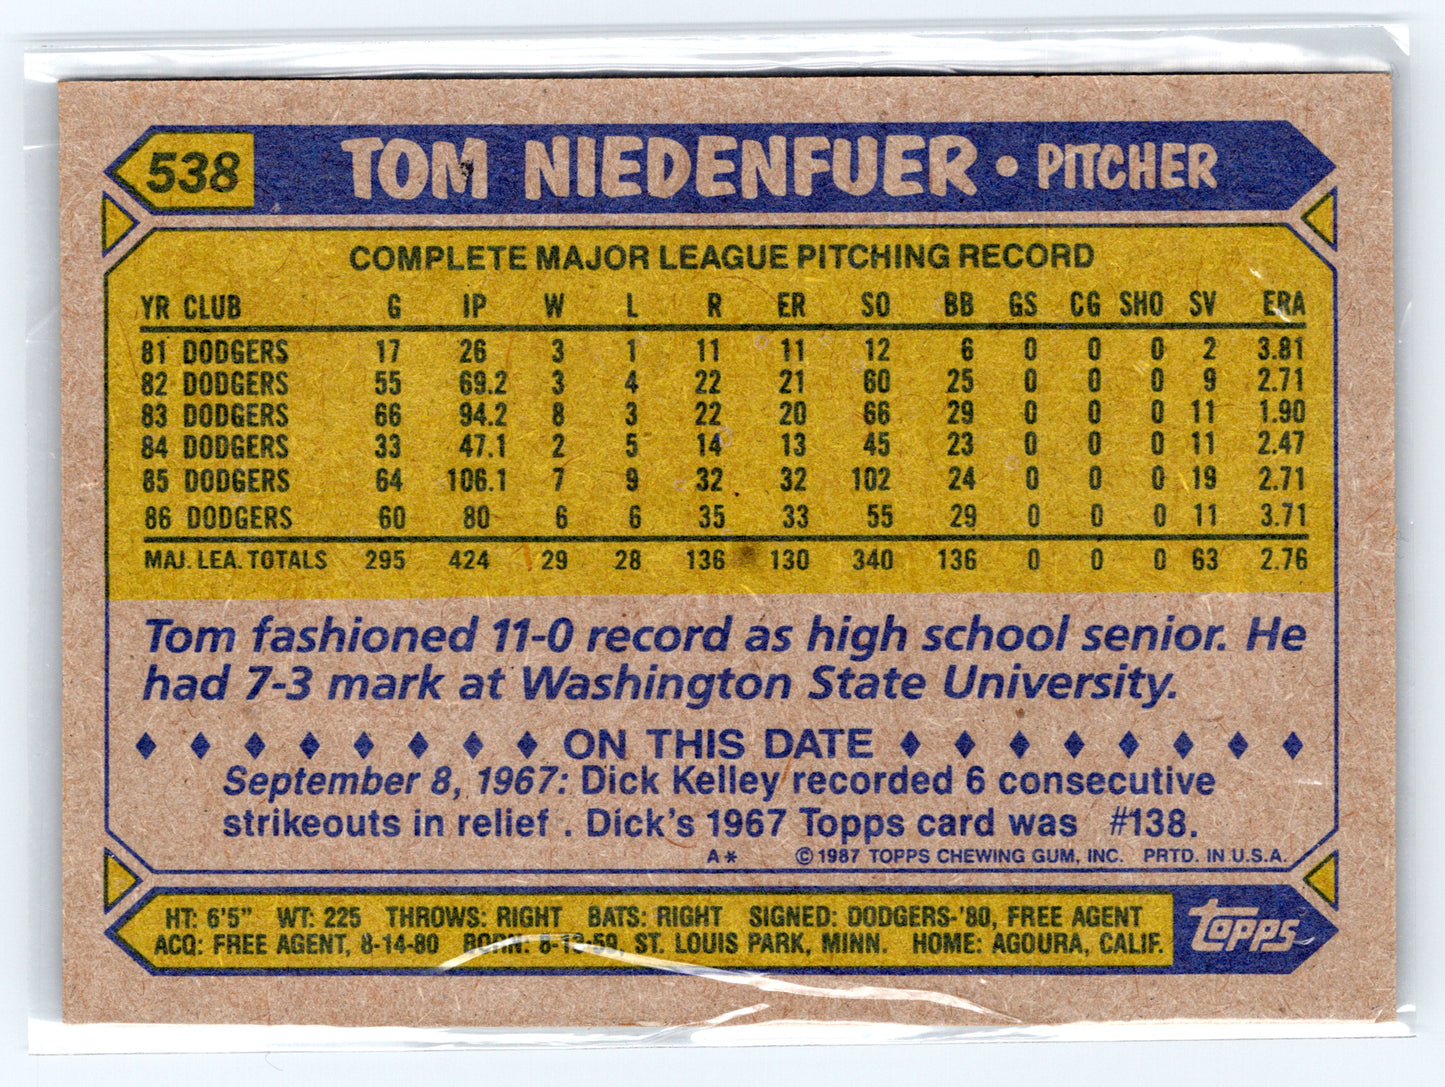 538 TOM NIEDENFUER • PITCHER
COMPLETE MAJOR LEAGUE PITCHING RECORD
YR CLUB G IP W L R ER SO BB GS CG SHO SV ERA
81 DODGERS 17 26 3 1 11 11 12 6 0 0 0 2 3.81
82 DODGERS 55 69.2 3 4 22 21 60 25 0 0 0 9 2.71
83 DODGERS 66 94.2 8 3 22 20 66 29 0 0 0 11 1.90
84 DODGERS 33 47.1 2 5 14 13 45 23 0 0 0 11 2.47
85 DODGERS 64 106.1 7 9 32 32 102 24 0 0 0 19 2.71
86 DODGERS 60 80 6 6 35 33 55 29 0 0 0 11 3.71
MAJ. LEA. TOTALS 295 424 29 28 136 130 340 136 0 0 0 63 2.76
Tom fashioned 11-0 record as high school senior. He
had 7-3 mark at Washington State University.
♦ ♦ ♦ ♦ ♦ ♦ ♦ ♦ ON THIS DATE ♦ ♦ ♦ ♦ ♦ ♦ ♦ ♦
September 8, 1967: Dick Kelley recorded 6 consecutive
strikeouts in relief . Dick's 1967 Topps card was #138.
A* © 1987 TOPPS CHEWING GUM, INC. PRTD. IN U.S.A.
HT: 6'5" WT: 225 THROWS: RIGHT BATS: RIGHT SIGNED: DODGERS-'80, FREE AGENT
ACQ: FREE AGENT, 8-14-80 BORN: 8-13-59, ST. LOUIS PARK, MINN. HOME: AGOURA, CALIF.
topps